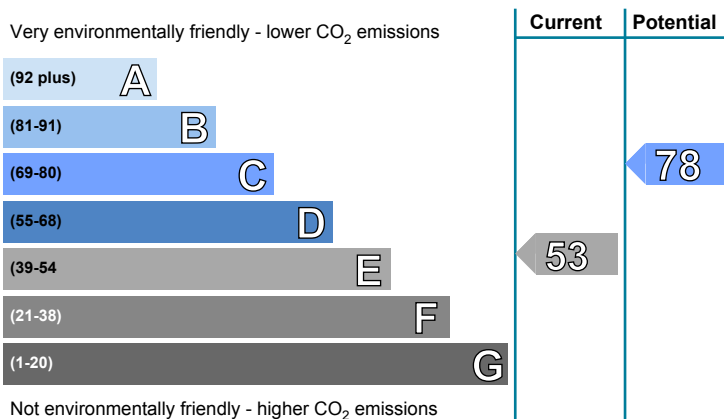 Current Potential
Very environmentally friendly - lower CO2 emissions
(92 plus) A
(81-91) B
(69-80) C
78
(55-68) D
(39-54 E
53
(21-38) F
(1-20) G
Not environmentally friendly - higher CO2 emissions